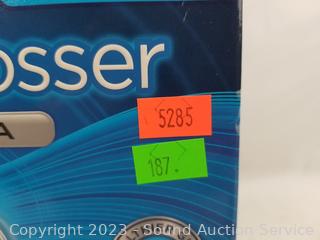 osser
A
5285
187.
Copyright 2023 - Sound Auction Service